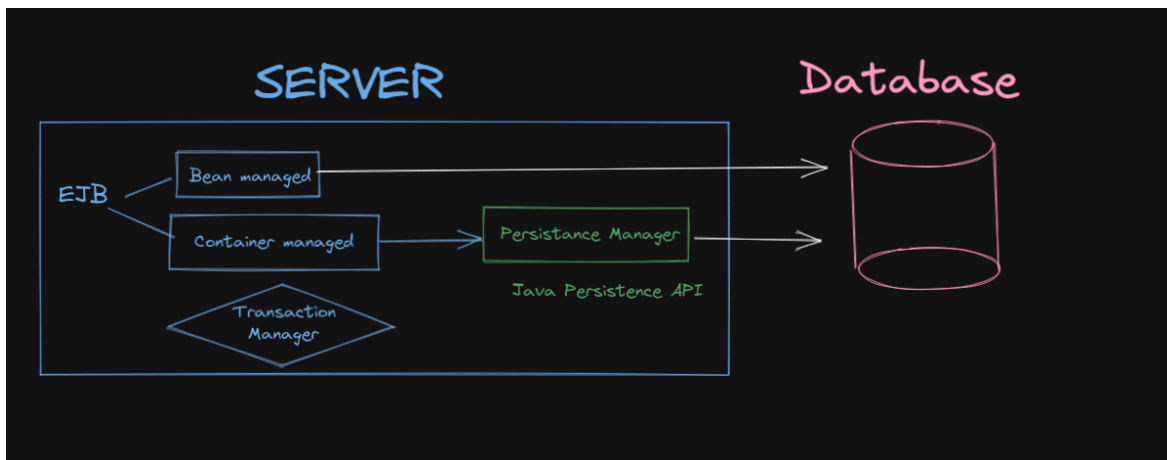 SERVER
Database
Bean managed
EJB
Container managed
Persistance Manager
Java Persistence API
Transaction
Manager